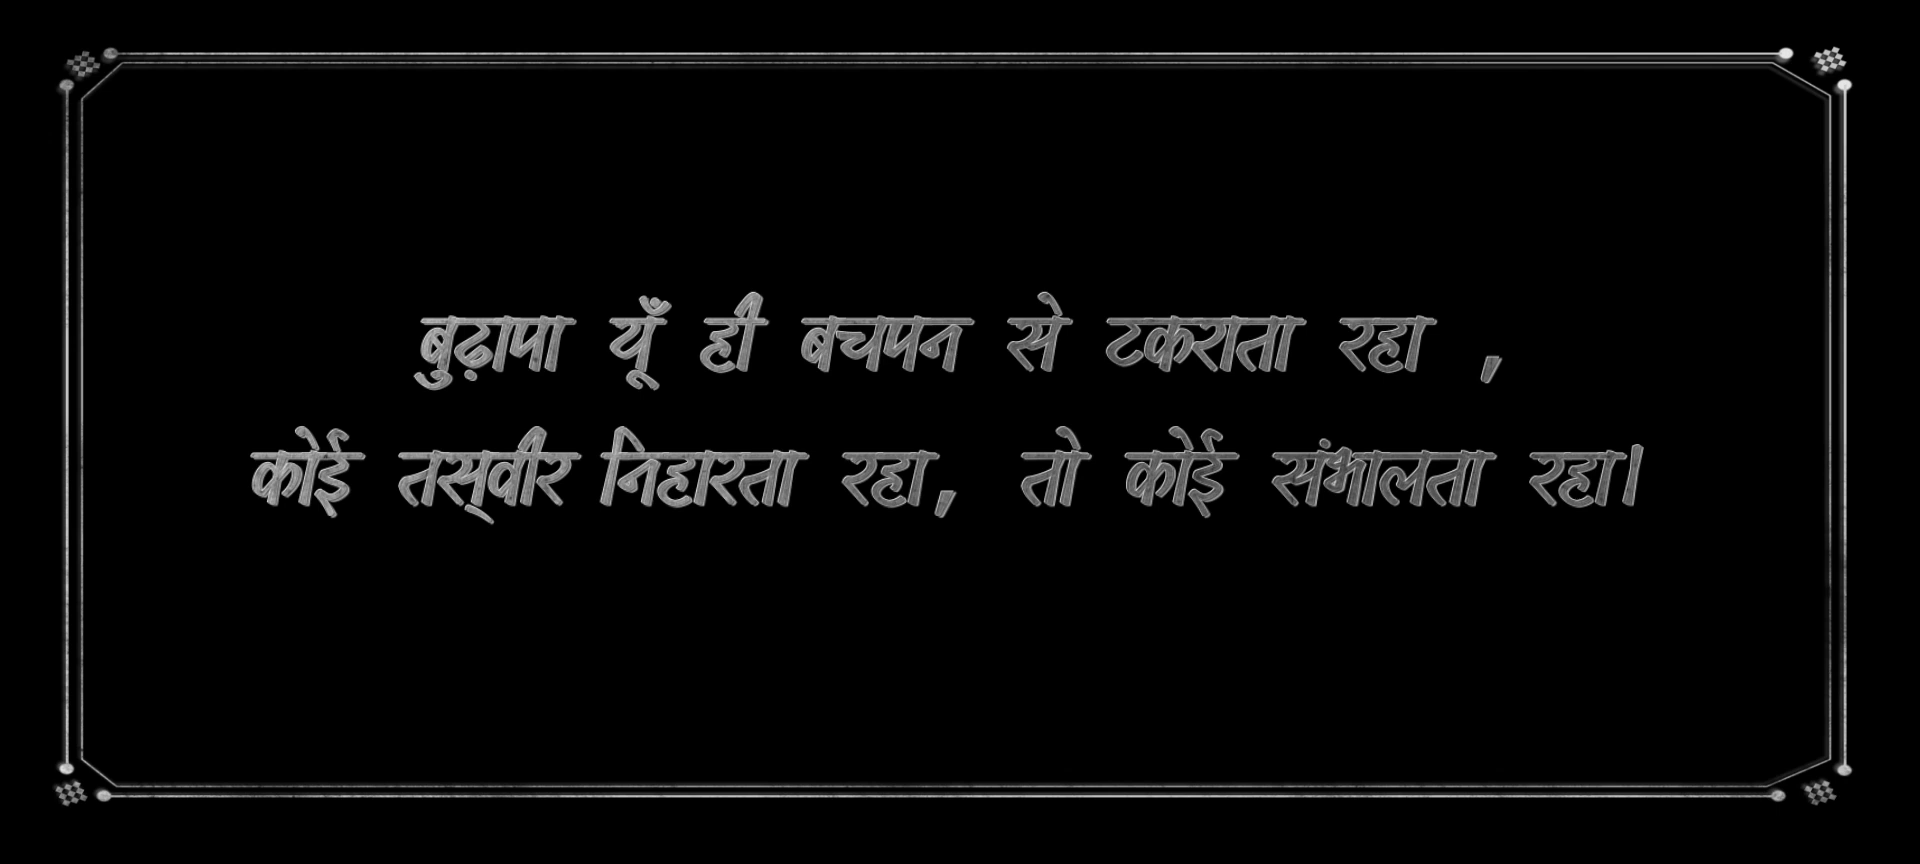 बुढ़ापा यूँ ही बचपन से टकराता रहा ,
कोई तस्‌वीर निहारता रहा, तो कोई संभालता रहा।